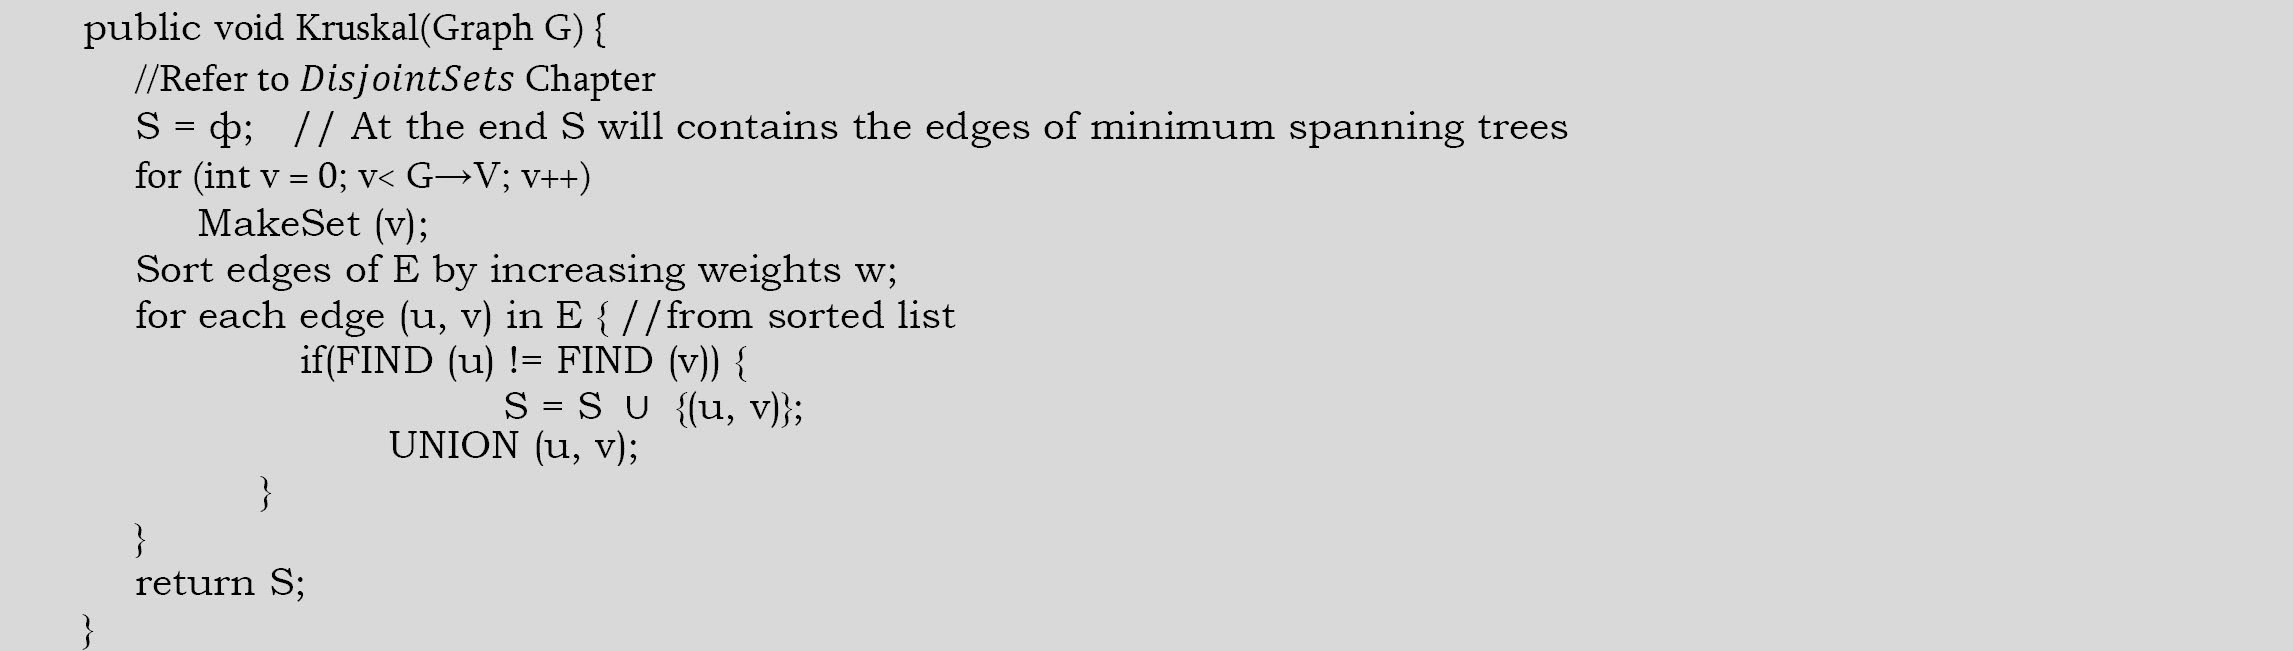 public void Kruskal(Graph G) {
//Refer to DisjointSets Chapter
S = ф; // At the end S will contains the edges of minimum spanning trees
for (int v = 0; v< G→V; v++)
MakeSet (v);
Sort edges of E by increasing weights w;
for each edge (u, v) in E { //from sorted list
if(FIND (u) != FIND (v)) {
S = S ∪ {(u, v)};
UNION (u, v);
}
}
return S;
}